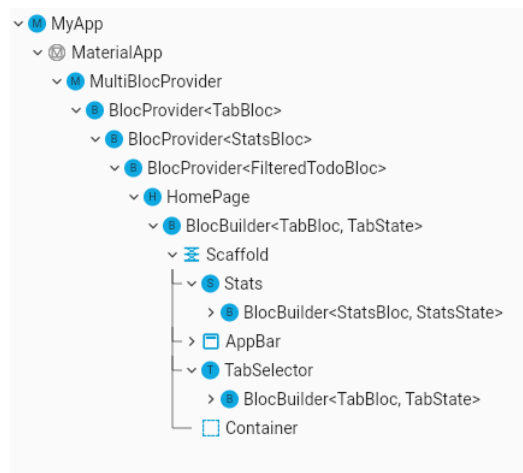 M MyApp
MaterialApp
M MultiBlocProvider
B BlocProvider<TabBloc>
B BlocProvider<StatsBloc>
B BlocProvider<FilteredTodoBloc>
H HomePage
B BlocBuilder<TabBloc, TabState>
Scaffold
S Stats
B BlocBuilder<StatsBloc, StatsState>
AppBar
T TabSelector
B BlocBuilder<TabBloc, TabState>
Container